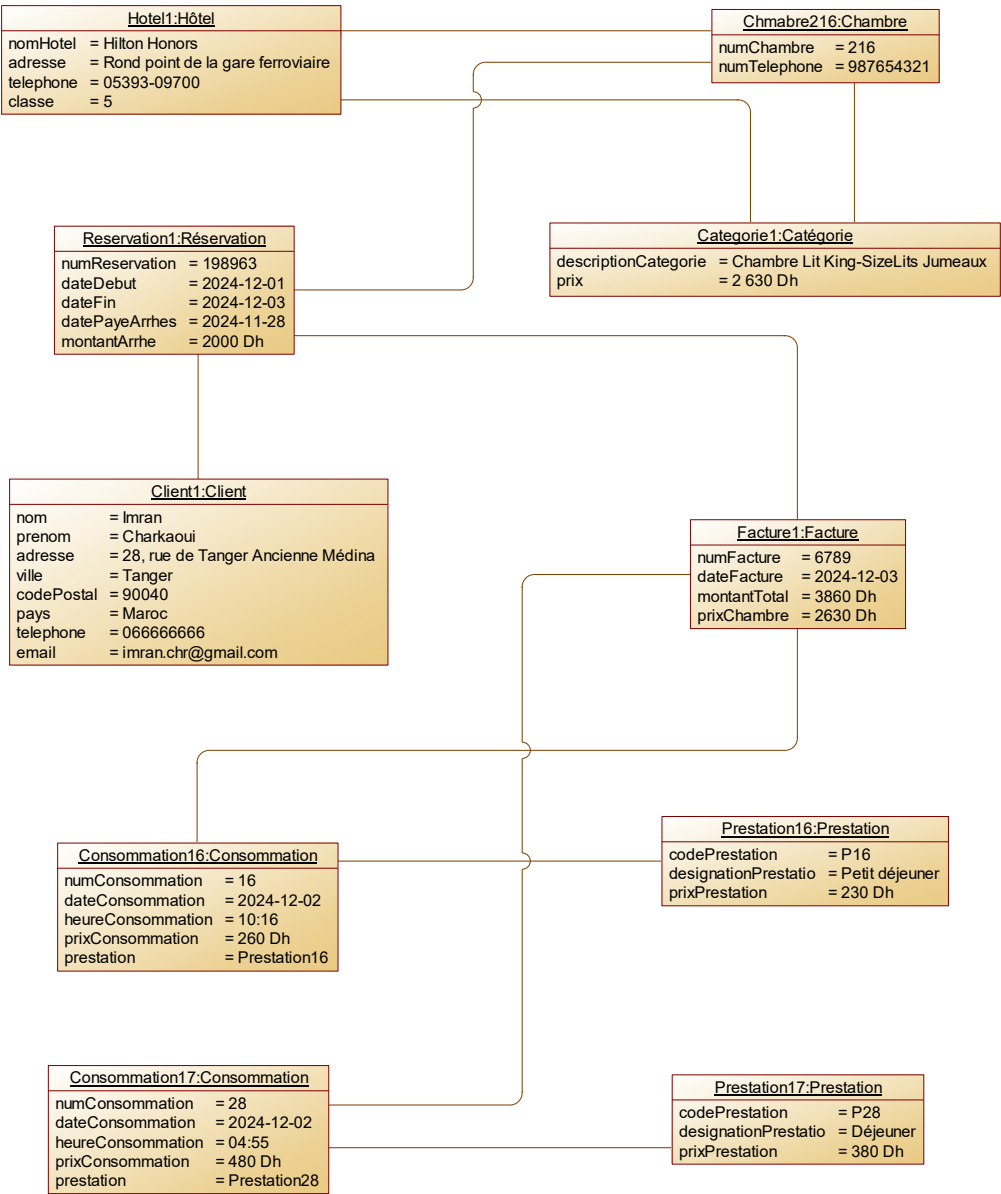 Hotel1:Hôtel
nomHotel = Hilton Honors
adresse = Rond point de la gare ferroviaire
telephone = 05393-09700
classe = 5
Chmabre216:Chambre
numChambre = 216
numTelephone = 987654321
Reservation1:Réservation
numReservation = 198963
dateDebut = 2024-12-01
dateFin = 2024-12-03
datePayeArrhes = 2024-11-28
montantArrhe = 2000 Dh
Categorie1:Catégorie
descriptionCategorie = Chambre Lit King-SizeLits Jumeaux
prix = 2 630 Dh
Client1:Client
nom = Imran
prenom = Charkaoui
adresse = 28, rue de Tanger Ancienne Médina
ville = Tanger
codePostal = 90040
pays = Maroc
telephone = 066666666
email = imran.chr@gmail.com
Facture1:Facture
numFacture = 6789
dateFacture = 2024-12-03
montantTotal = 3860 Dh
prixChambre = 2630 Dh
Consommation16:Consommation
numConsommation = 16
dateConsommation = 2024-12-02
heureConsommation = 10:16
prixConsommation = 260 Dh
prestation = Prestation16
Prestation16:Prestation
codePrestation = P16
designationPrestatio = Petit déjeuner
prixPrestation = 230 Dh
Consommation17:Consommation
numConsommation = 28
dateConsommation = 2024-12-02
heureConsommation = 04:55
prixConsommation = 480 Dh
prestation = Prestation28
Prestation17:Prestation
codePrestation = P28
designationPrestatio = Déjeuner
prixPrestation = 380 Dh